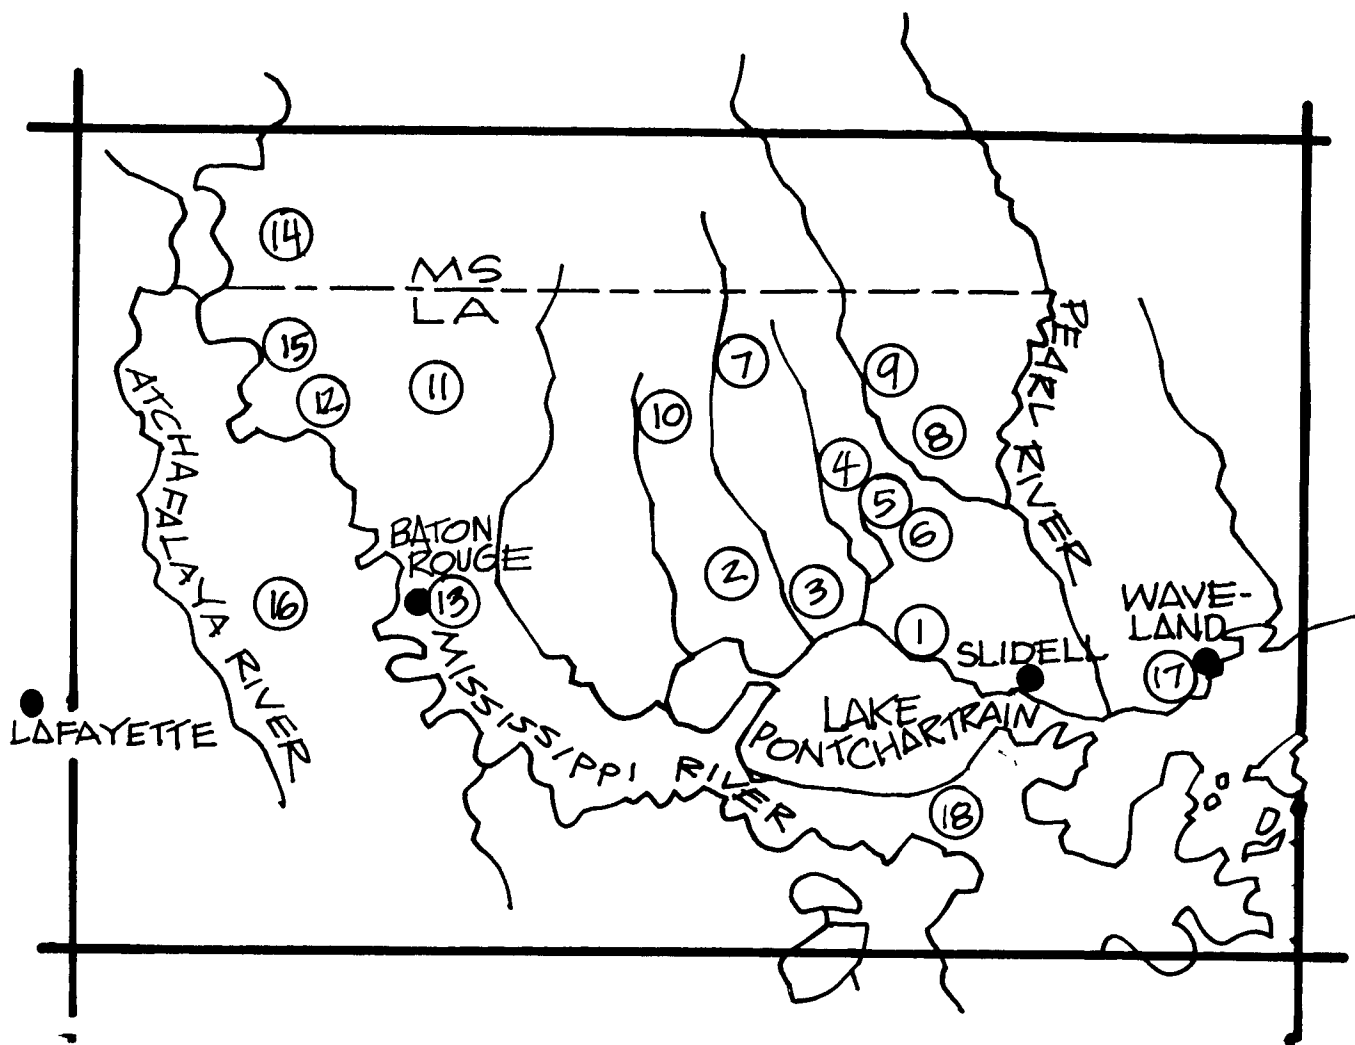 14
MS
LA
15
12
11
7
9
10
8
4
5
6
PEARL RIVER
ATCHAFALAYA RIVER
BATON
ROUGE
13
16
2
3
1
SLIDELL
WAVE-
LAND
17
LAFAYETTE
MISSISSIPPI RIVER
LAKE
PONTCHARTRAIN
18